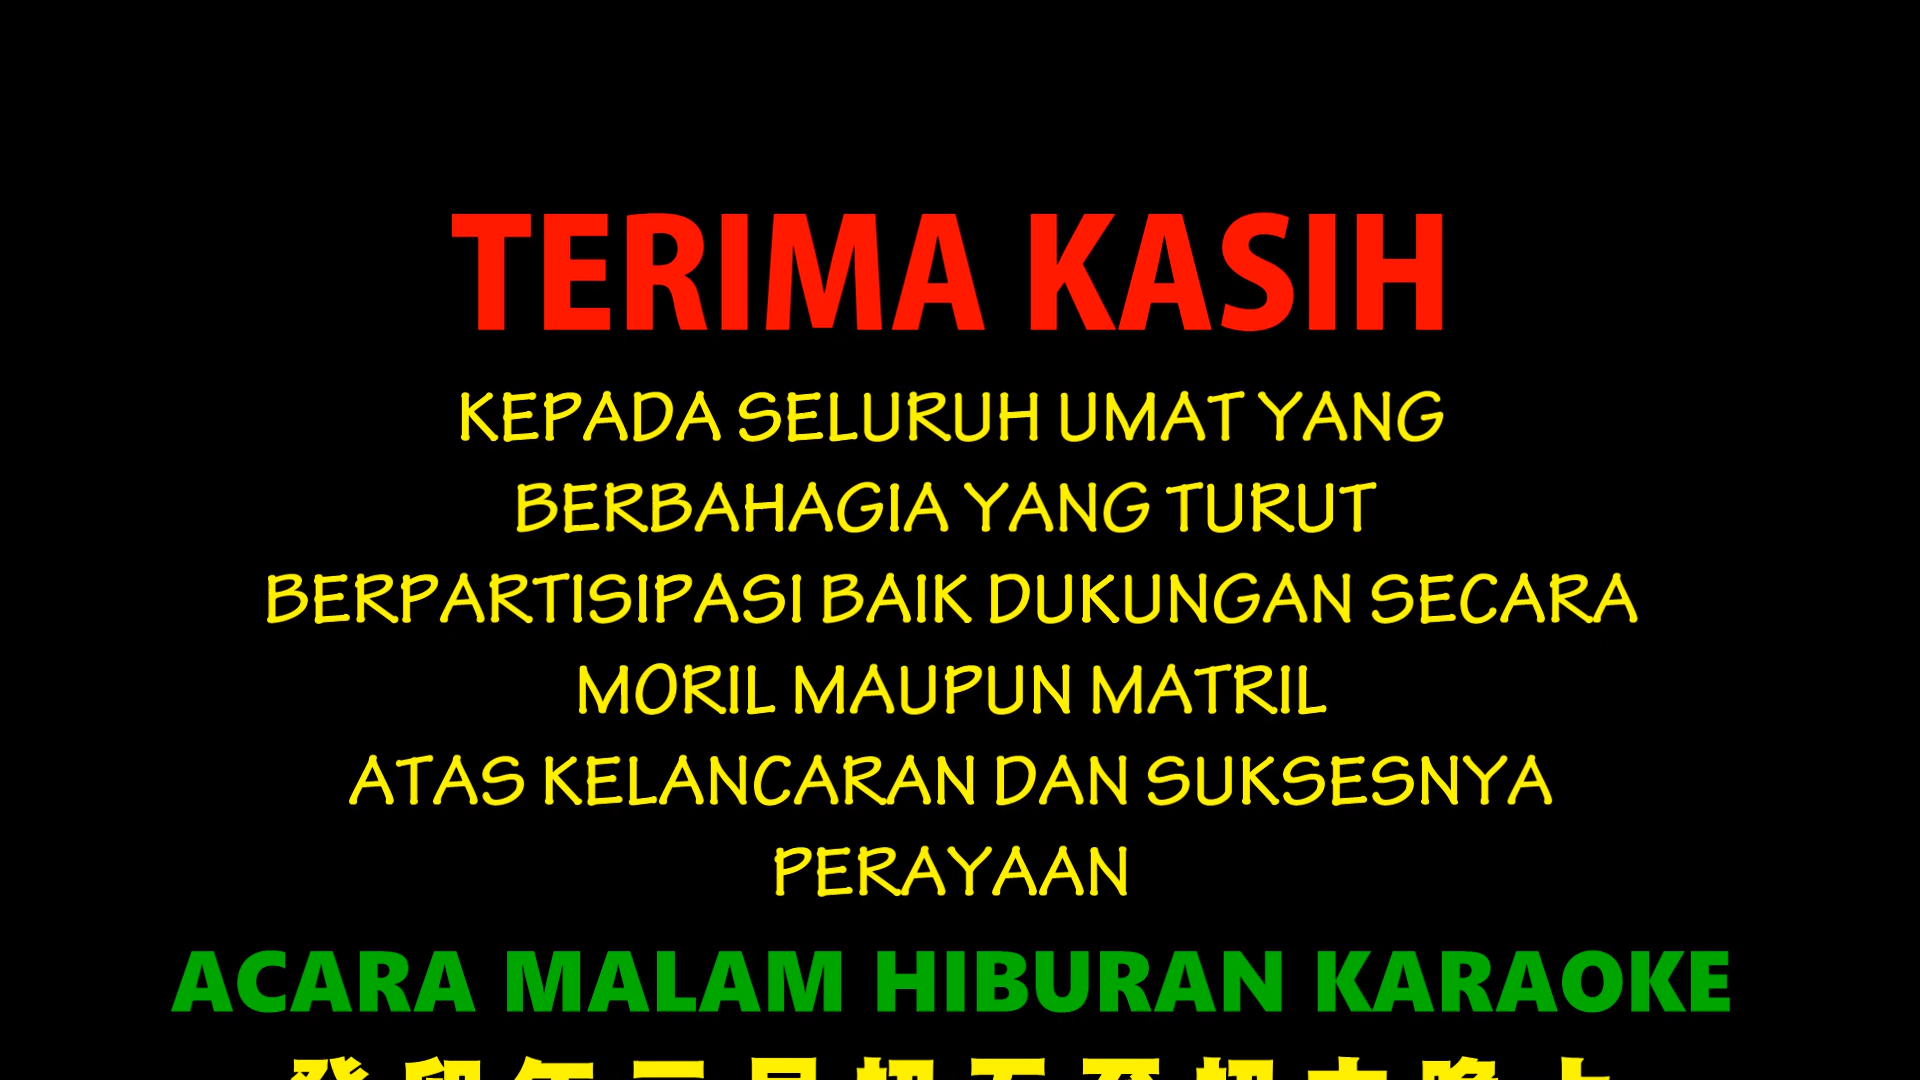 TERIMA KASIH
KEPADA SELURUH UMAT YANG
BERBAHAGIA YANG TURUT
BERPARTISIPASI BAIK DUKUNGAN SECARA
MORIL MAUPUN MATRIL
ATAS KELANCARAN DAN SUKSESNYA
PERAYAAN
ACARA MALAM HIBURAN KARAOKE